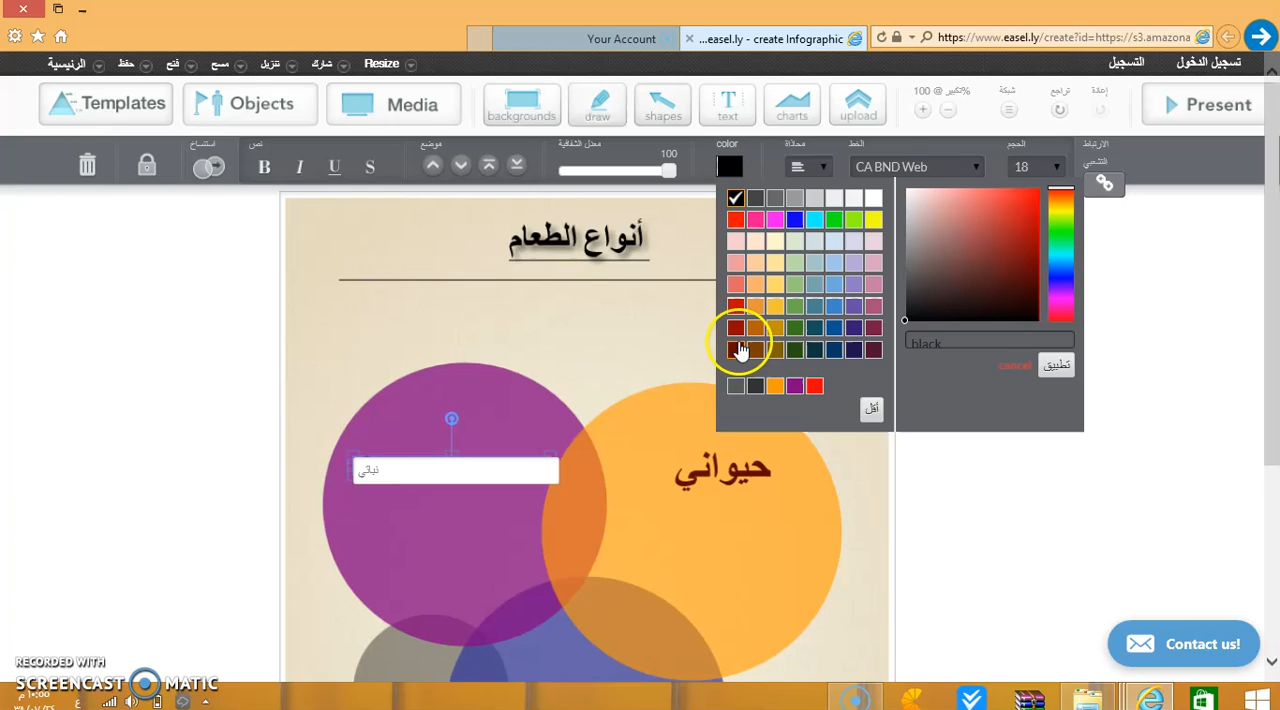 Your Account
...easel.ly - create Infographic
https://www.easel.ly/create?id=https://s3.amazona
الرئيسية
حفظ
فتح
مسح
تنزيل
شارك
Resize
التسجيل
تسجيل الدخول
Templates
Objects
Media
backgrounds
draw
shapes
text
charts
upload
%تكبير @ 100
شبكة
تراجع
إعادة
Present
استنساخ
نص
B I U S
موضع
معدل الشفافية
100
color
محاذاة
الخط
CA BND Web
الحجم
18
الارتباط
التشعبي
black
cancel
تطبيق
أقل
أنواع الطعام
نباتي
حيواني
Contact us!
RECORDED WITH
SCREENCAST MATIC